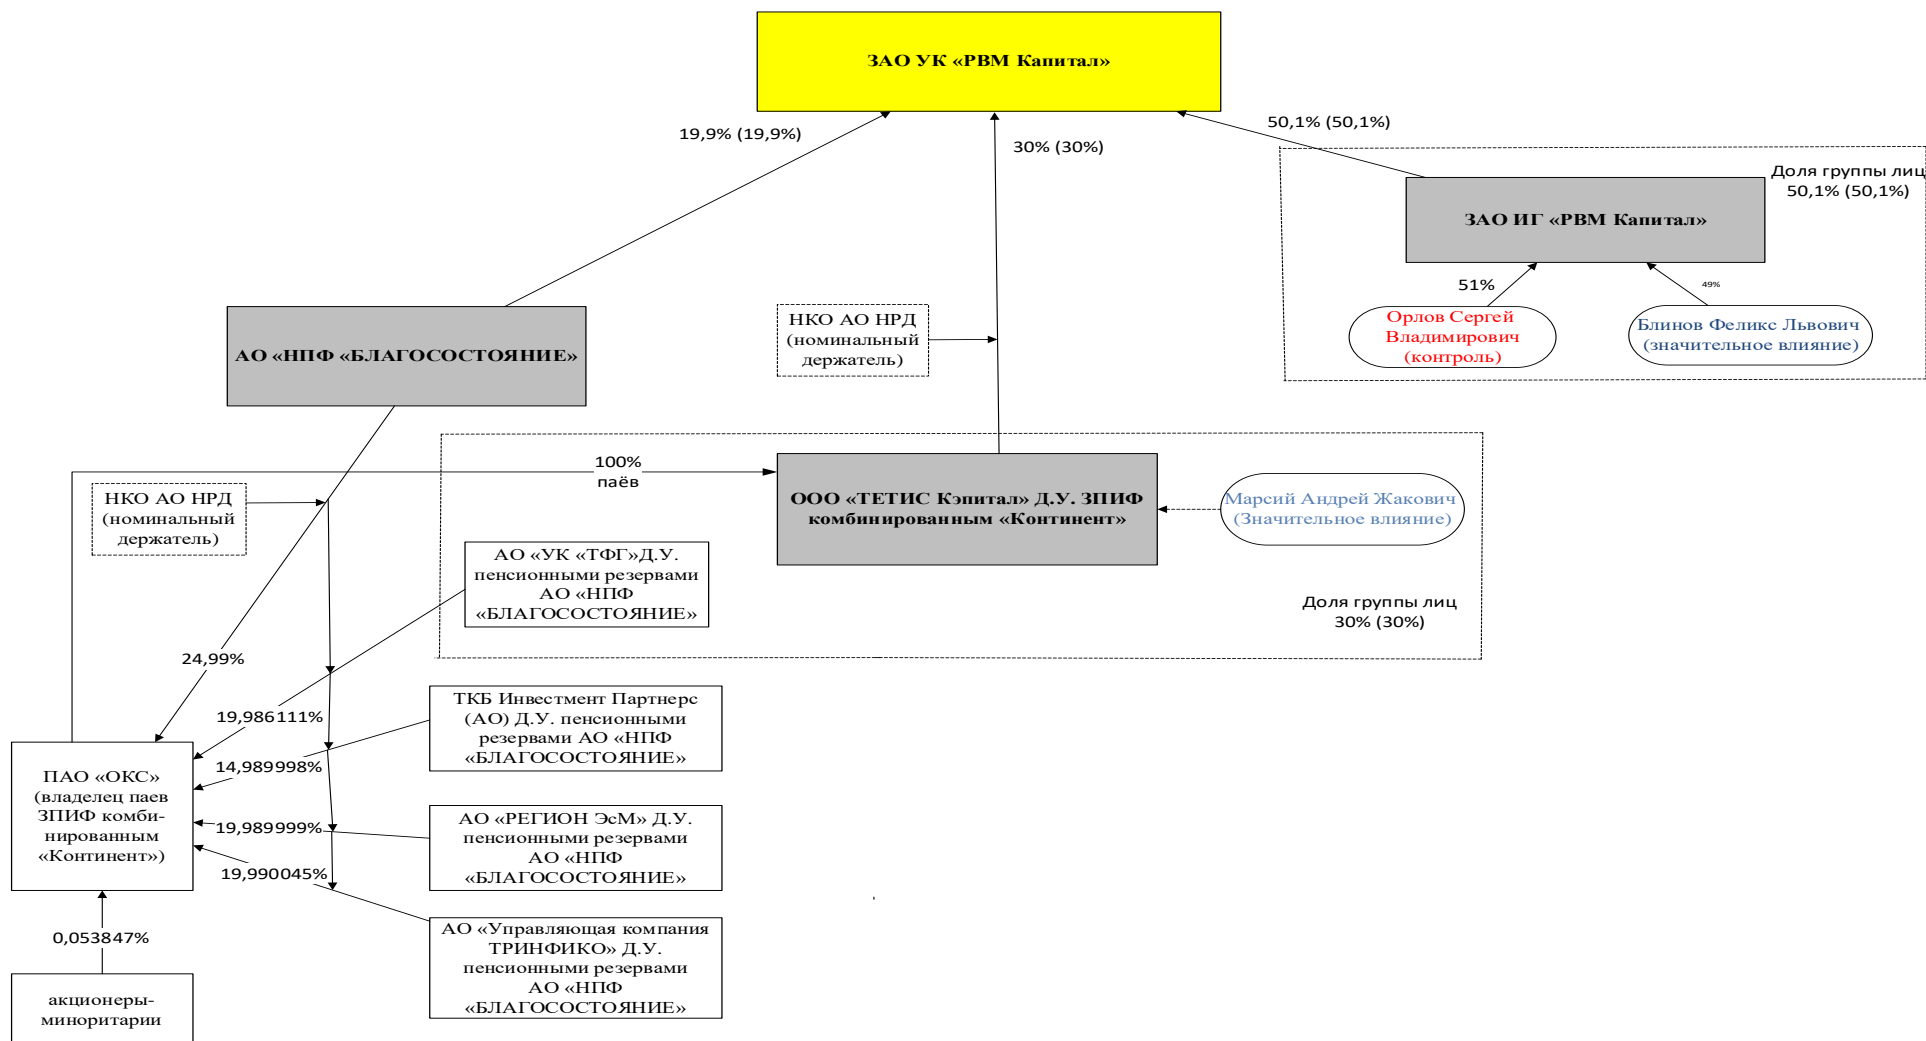 ЗАО УК «РВМ Капитал»
19,9% (19,9%)
30% (30%)
50,1% (50,1%)
Доля группы лиц
50,1% (50,1%)
ЗАО ИГ «РВМ Капитал»
51%
49%
Орлов Сергей
Владимирович
(контроль)
Блинов Феликс Львович
(значительное влияние)
АО «НПФ «БЛАГОСОСТОЯНИЕ»
НКО АО НРД
(номинальный
держатель)
100%
паёв
НКО АО НРД
(номинальный
держатель)
ООО «ТЕТИС Кэпитал» Д.У. ЗПИФ
комбинированным «Континент»
Марсий Андрей Жакович
(Значительное влияние)
АО «УК «ТФГ»Д.У.
пенсионными резервами
АО «НПФ
«БЛАГОСОСТОЯНИЕ»
Доля группы лиц
30% (30%)
24,99%
19,986111%
ТКБ Инвестмент Партнерс
(АО) Д.У. пенсионными
резервами АО «НПФ
«БЛАГОСОСТОЯНИЕ»
14,989998%
ПАО «ОКС»
(владелец паев
ЗПИФ комби-
нированным
«Континент»)
19,989999%
АО «РЕГИОН ЭсМ» Д.У.
пенсионными резервами
АО «НПФ
«БЛАГОСОСТОЯНИЕ»
19,990045%
АО «Управляющая компания
ТРИНФИКО» Д.У.
пенсионными резервами
АО «НПФ
«БЛАГОСОСТОЯНИЕ»
0,053847%
акционеры-
миноритарии